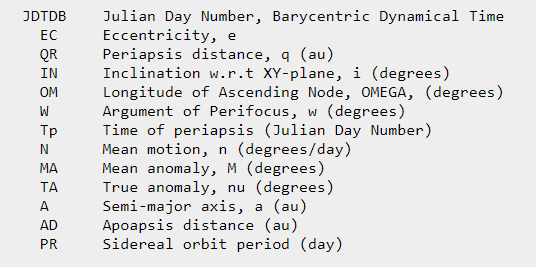 JDTDB Julian Day Number, Barycentric Dynamical Time
EC Eccentricity, e
QR Periapsis distance, q (au)
IN Inclination w.r.t XY-plane, i (degrees)
OM Longitude of Ascending Node, OMEGA, (degrees)
W Argument of Perifocus, w (degrees)
Tp Time of periapsis (Julian Day Number)
N Mean motion, n (degrees/day)
MA Mean anomaly, M (degrees)
TA True anomaly, nu (degrees)
A Semi-major axis, a (au)
AD Apoapsis distance (au)
PR Sidereal orbit period (day)